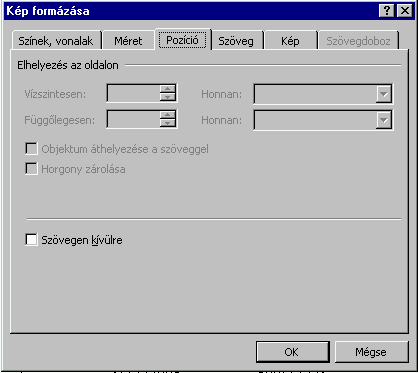 Kép formázása
Színek, vonalak Méret Pozíció Szöveg Kép Szövegdoboz
Elhelyezés az oldalon
Vízszintesen: Honnan:
Függőlegesen: Honnan:
Objektum áthelyezése a szöveggel
Horgony zárolása
Szövegen kívülre
OK Mégse